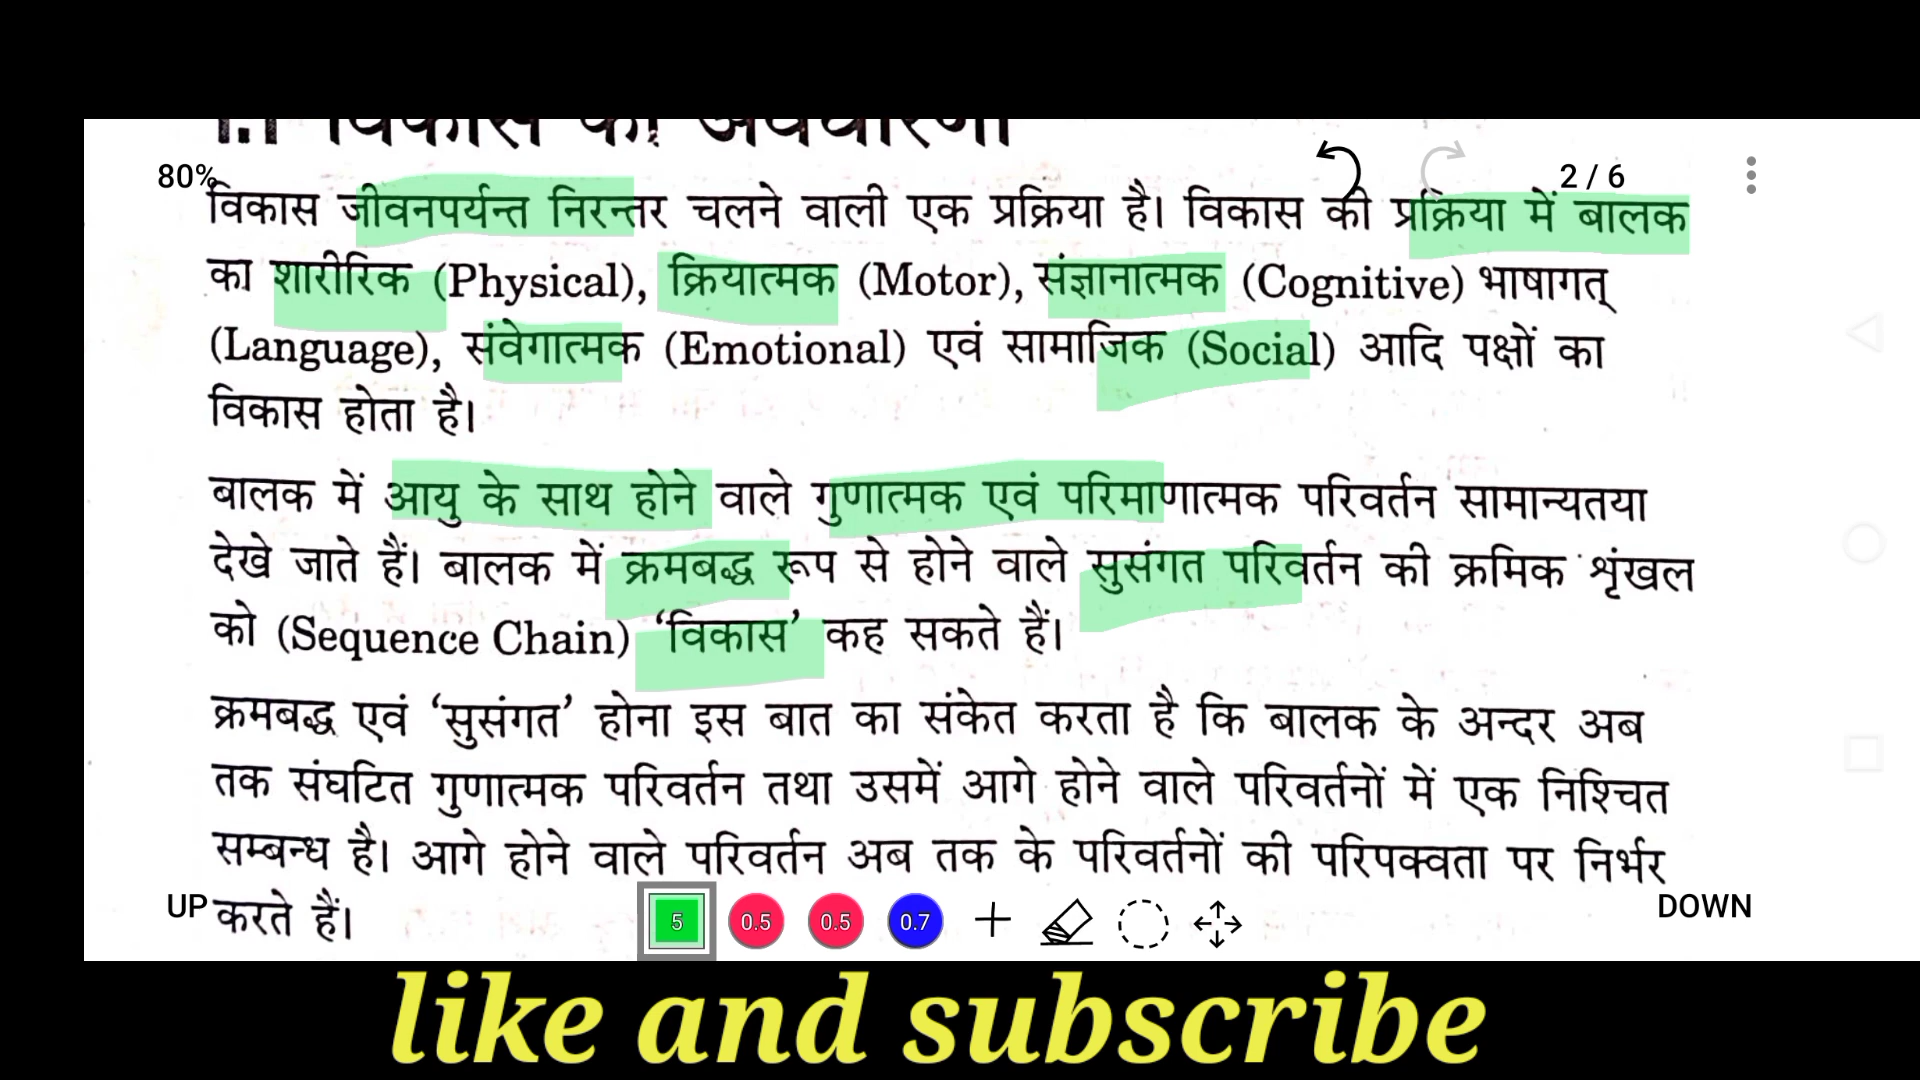 1.1 विकास की अवधारणा
80%
2 / 6
विकास जीवनपर्यन्त निरन्तर चलने वाली एक प्रक्रिया है। विकास की प्रक्रिया में बालक
का शारीरिक (Physical), क्रियात्मक (Motor), संज्ञानात्मक (Cognitive) भाषागत्
(Language), संवेगात्मक (Emotional) एवं सामाजिक (Social) आदि पक्षों का
विकास होता है।
बालक में आयु के साथ होने वाले गुणात्मक एवं परिमाणात्मक परिवर्तन सामान्यतया
देखे जाते हैं। बालक में क्रमबद्ध रूप से होने वाले सुसंगत परिवर्तन की क्रमिक शृंखल
को (Sequence Chain) ‘विकास’ कह सकते हैं।
क्रमबद्ध एवं ‘सुसंगत’ होना इस बात का संकेत करता है कि बालक के अन्दर अब
तक संघटित गुणात्मक परिवर्तन तथा उसमें आगे होने वाले परिवर्तनों में एक निश्चित
सम्बन्ध है। आगे होने वाले परिवर्तन अब तक के परिवर्तनों की परिपक्वता पर निर्भर
करते हैं।
UP
5 0.5 0.5 0.7
DOWN
like and subscribe